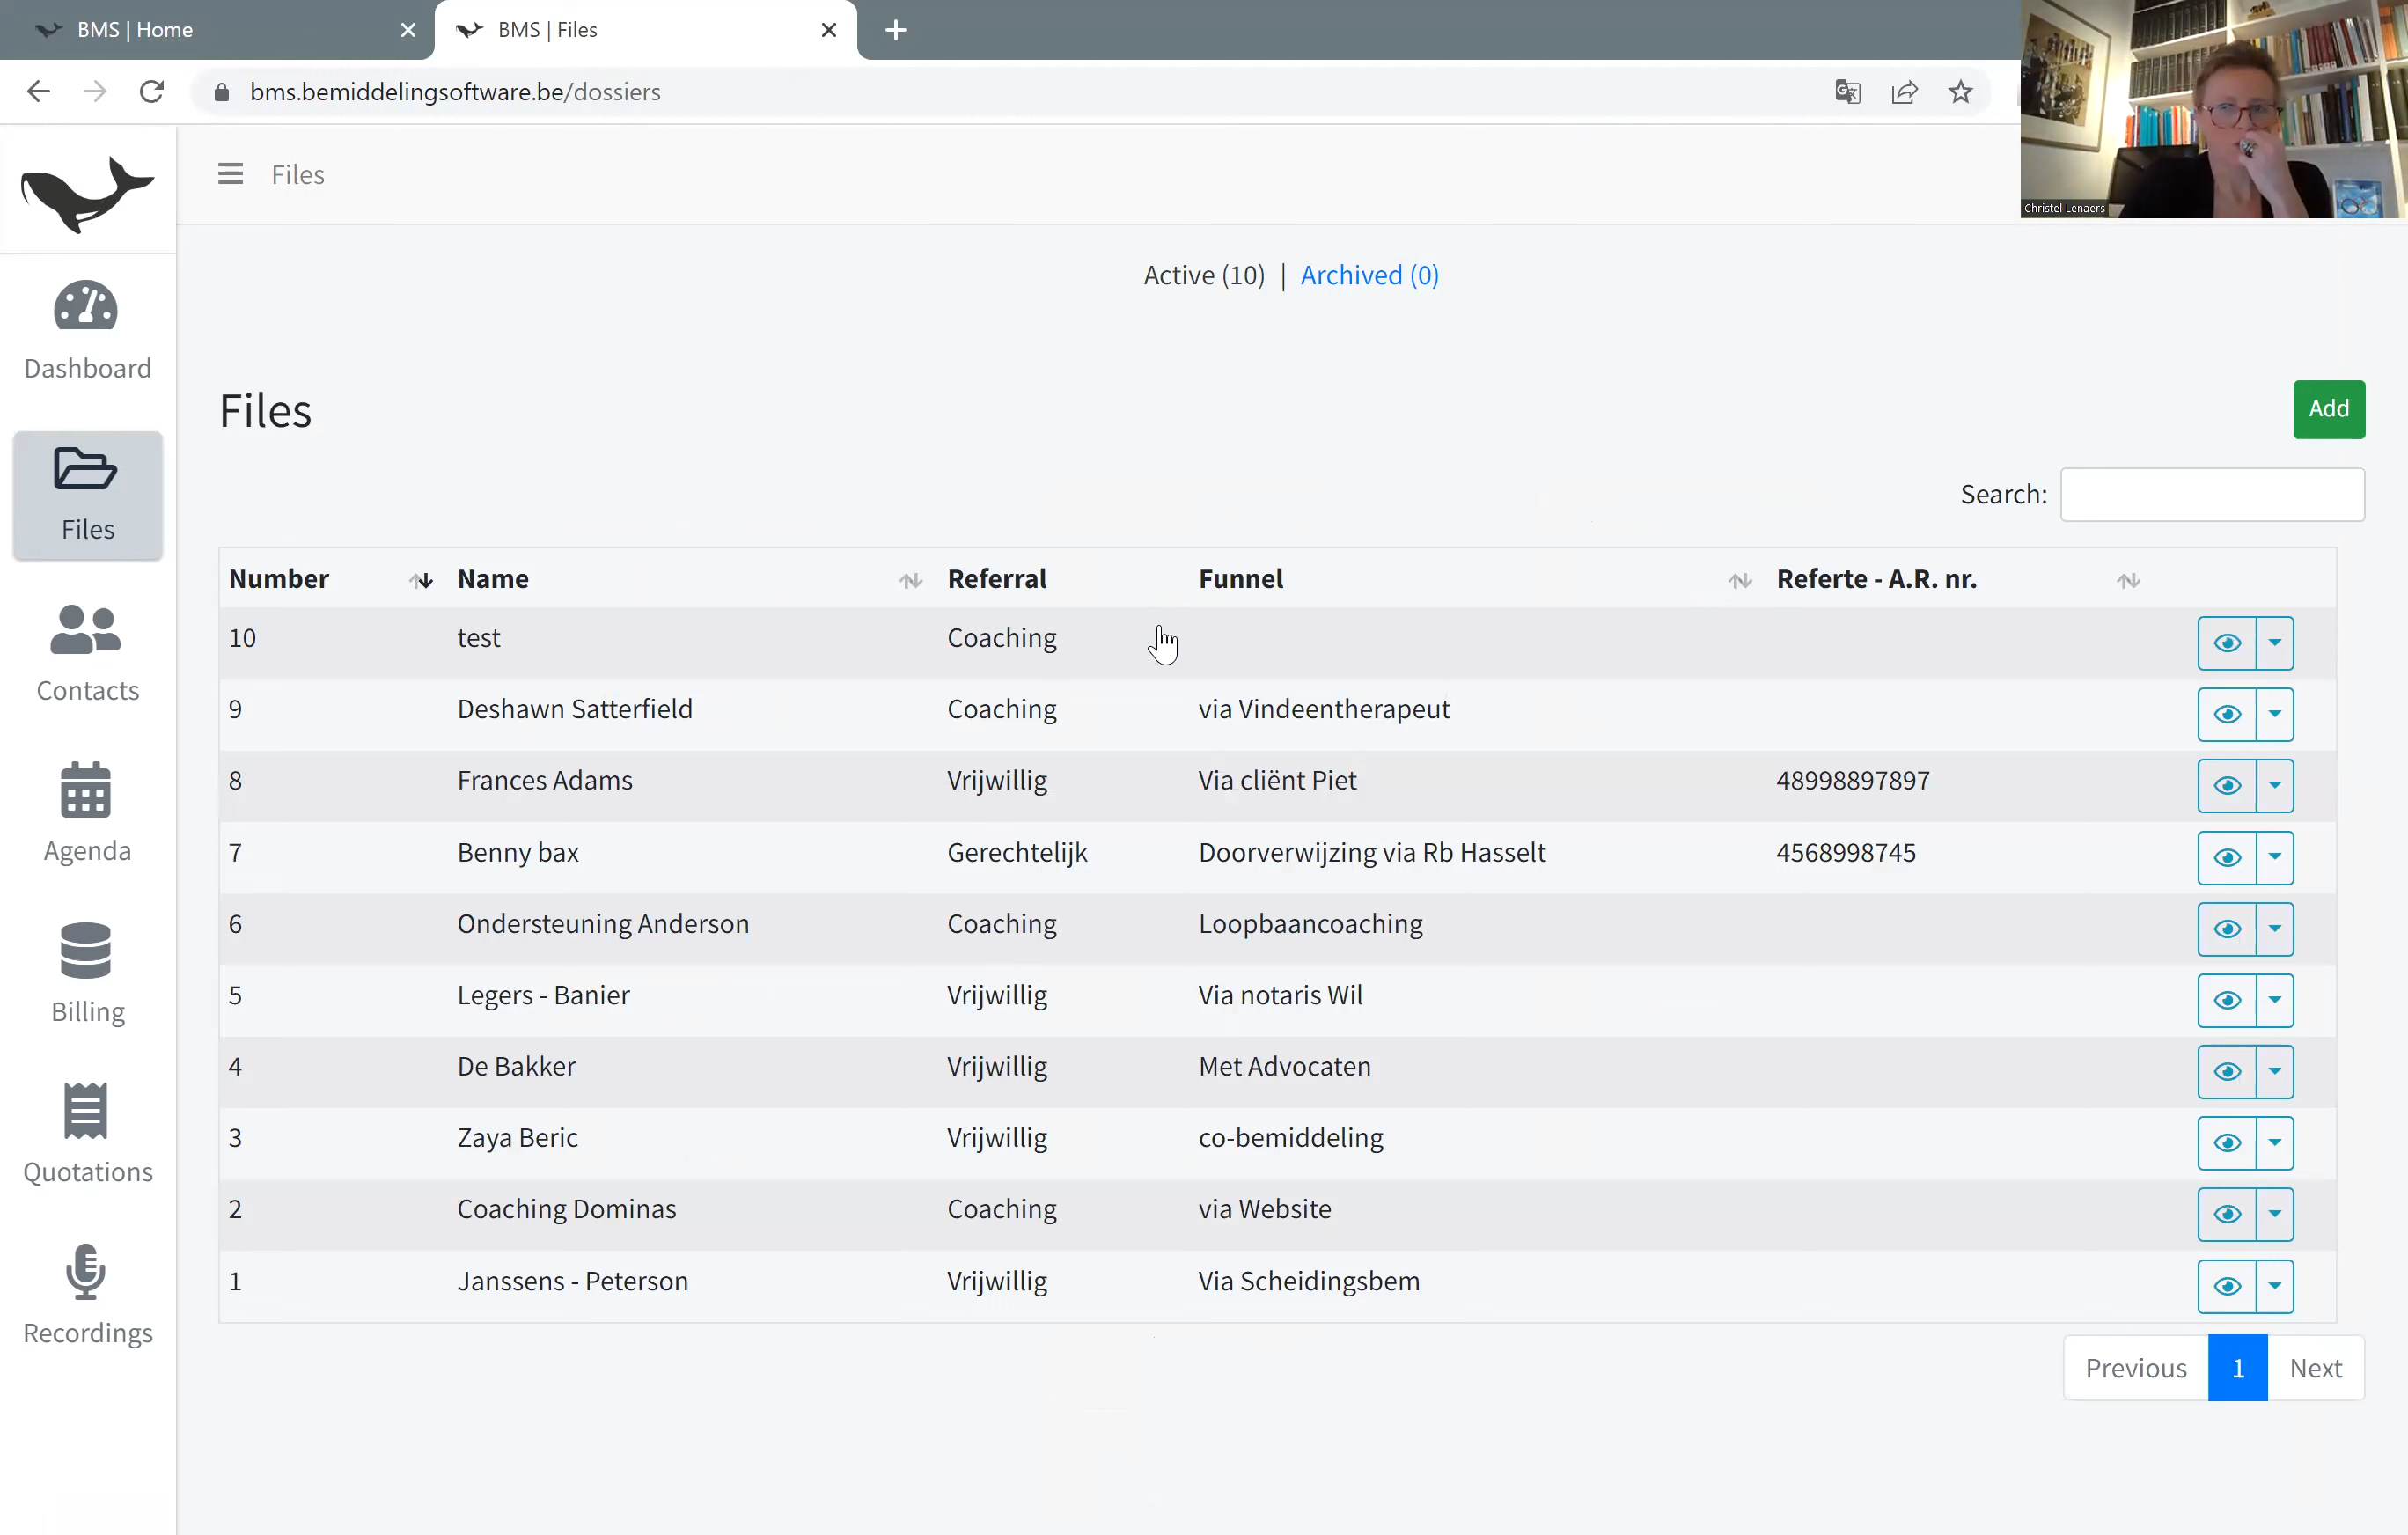 BMS | Home
BMS | Files
bms.bemiddelingsoftware.be/dossiers
Christel Lenaers
Files
Active (10) | Archived (0)
Dashboard
Files
Contacts
Agenda
Billing
Quotations
Recordings
Files
Add
Search:
Number Name Referral Funnel Referte - A.R. nr.
10 test Coaching
9 Deshawn Satterfield Coaching via Vindeentherapeut
8 Frances Adams Vrijwillig Via cliënt Piet 48998897897
7 Benny bax Gerechtelijk Doorverwijzing via Rb Hasselt 4568998745
6 Ondersteuning Anderson Coaching Loopbaancoaching
5 Legers - Banier Vrijwillig Via notaris Wil
4 De Bakker Vrijwillig Met Advocaten
3 Zaya Beric Vrijwillig co-bemiddeling
2 Coaching Dominas Coaching via Website
1 Janssens - Peterson Vrijwillig Via Scheidingsbem
Previous 1 Next